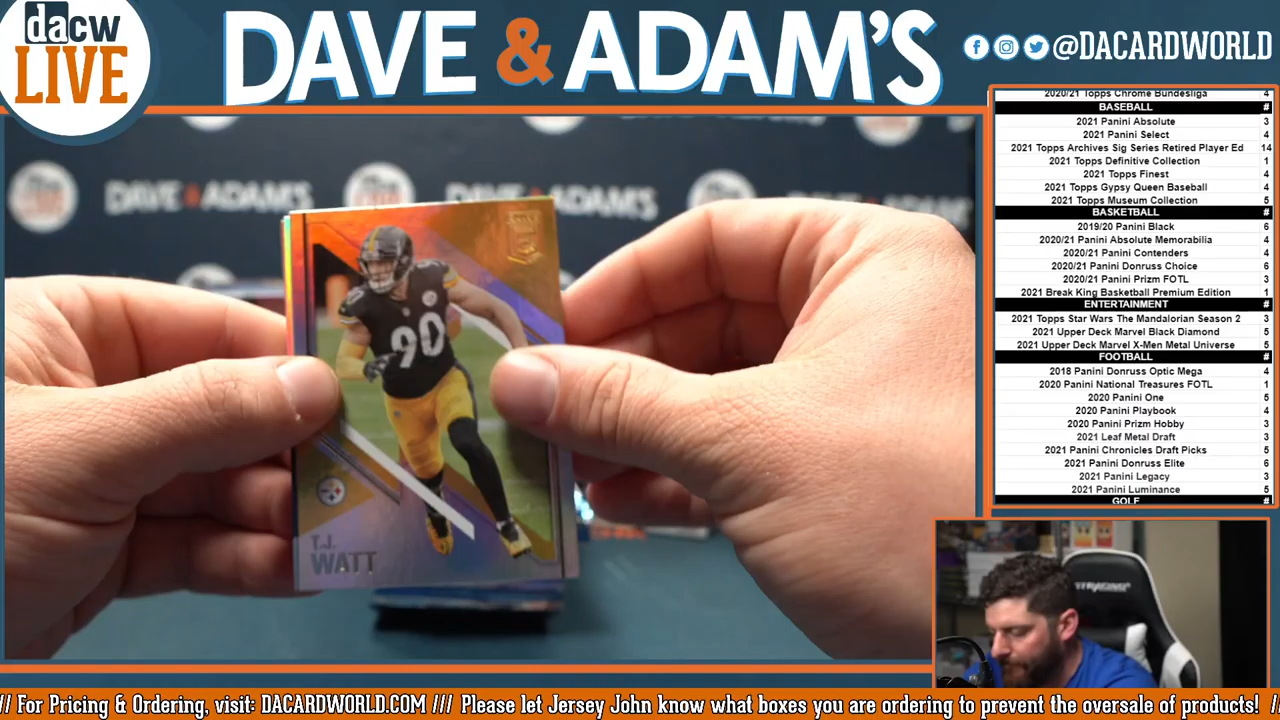 dacw
LIVE
DAVE & ADAM'S
@DACARDWORLD
2020/21 Topps Chrome Bundesliga 4
BASEBALL #
2021 Panini Absolute 3
2021 Panini Select 4
2021 Topps Archives Sig Series Retired Player Ed 14
2021 Topps Definitive Collection 1
2021 Topps Finest 4
2021 Topps Gypsy Queen Baseball 4
2021 Topps Museum Collection 5
BASKETBALL #
2019/20 Panini Black 6
2020/21 Panini Absolute Memorabilia 4
2020/21 Panini Contenders 4
2020/21 Panini Donruss Choice 6
2020/21 Panini Prizm FOTL 3
2021 Break King Basketball Premium Edition 1
ENTERTAINMENT #
2021 Topps Star Wars The Mandalorian Season 2 3
2021 Upper Deck Marvel Black Diamond 5
2021 Upper Deck Marvel X-Men Metal Universe 5
FOOTBALL #
2018 Panini Donruss Optic Mega 4
2020 Panini National Treasures FOTL 1
2020 Panini One 5
2020 Panini Playbook 4
2020 Panini Prizm Hobby 3
2021 Leaf Metal Draft 3
2021 Panini Chronicles Draft Picks 5
2021 Panini Donruss Elite 6
2021 Panini Legacy 3
2021 Panini Luminance 5
GOLF #
DAVE & ADAM'S
90
90
T.J.
WATT
// For Pricing & Ordering, visit: DACARDWORLD.COM /// Please let Jersey John know what boxes you are ordering to prevent the oversale of products! //